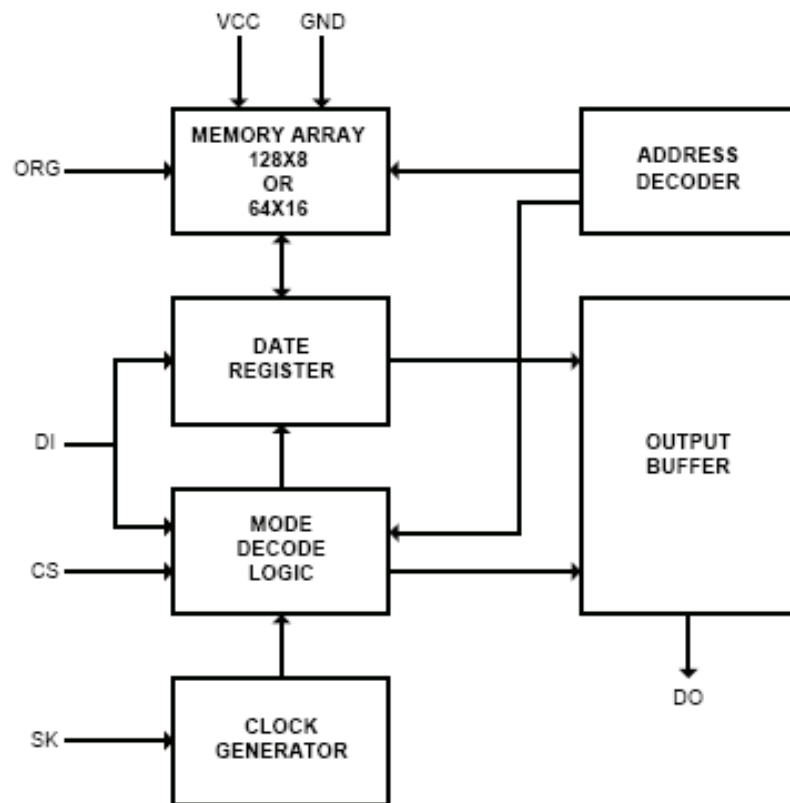 VCC
GND
ORG
MEMORY ARRAY
128X8
OR
64X16
ADDRESS
DECODER
DATE
REGISTER
DI
OUTPUT
BUFFER
MODE
DECODE
LOGIC
CS
DO
SK
CLOCK
GENERATOR